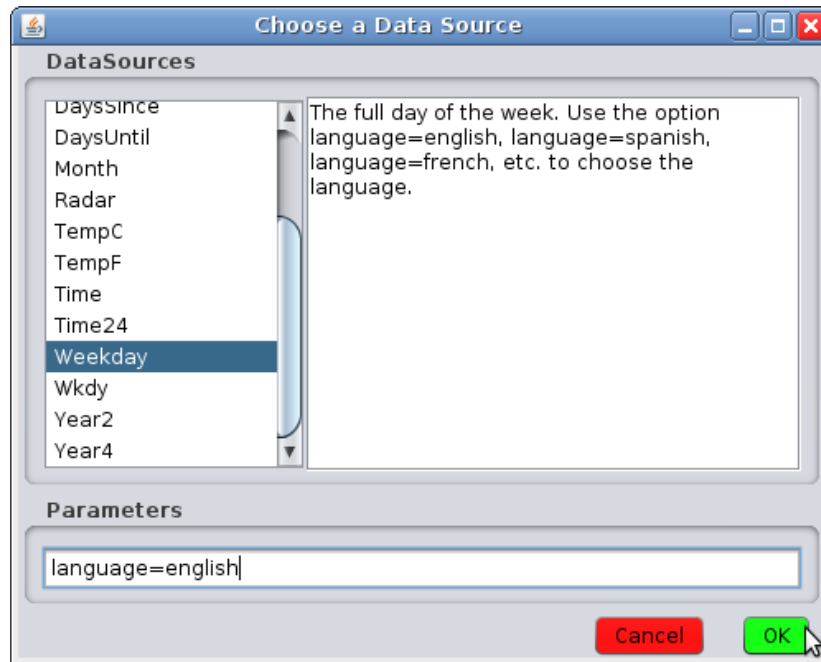 Choose a Data Source
DataSources
DaysSince
DaysUntil
Month
Radar
TempC
TempF
Time
Time24
Weekday
Wkdy
Year2
Year4
The full day of the week. Use the option
language=english, language=spanish,
language=french, etc. to choose the
language.
Parameters
language=english
Cancel
OK